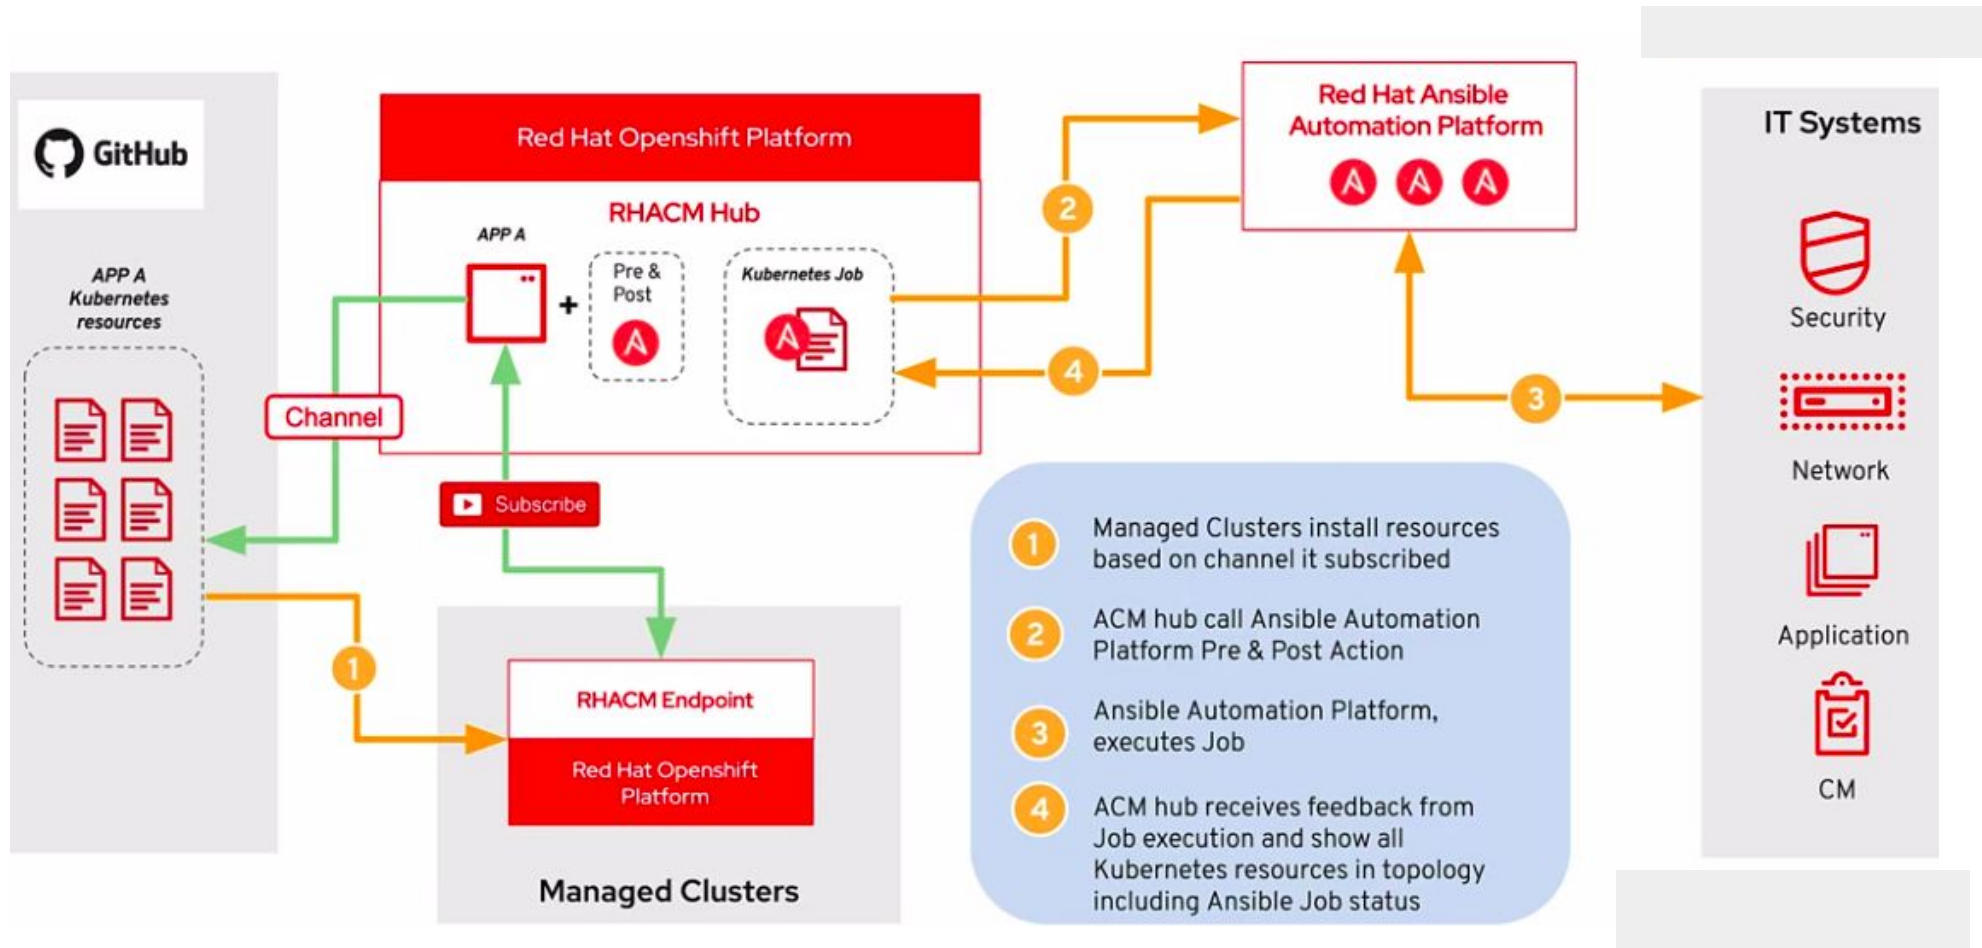 GitHub
APP A
Kubernetes
resources
Channel
Red Hat Openshift Platform
RHACM Hub
APP A
+
Pre &
Post
Kubernetes Job
Subscribe
1
RHACM Endpoint
Red Hat Openshift
Platform
Managed Clusters
2
4
Red Hat Ansible
Automation Platform
3
IT Systems
Security
Network
Application
CM
1
Managed Clusters install resources
based on channel it subscribed
2
ACM hub call Ansible Automation
Platform Pre & Post Action
3
Ansible Automation Platform,
executes Job
4
ACM hub receives feedback from
Job execution and show all
Kubernetes resources in topology
including Ansible Job status